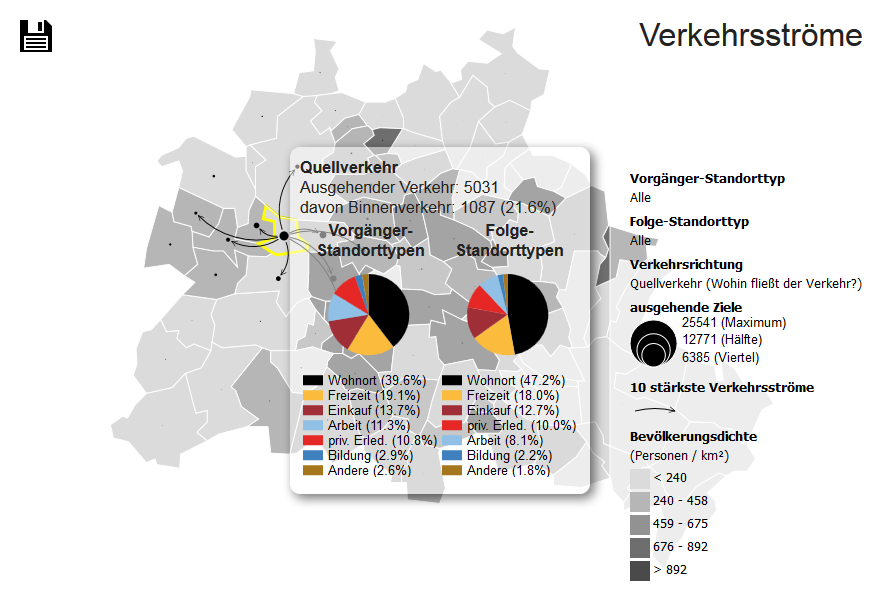 Verkehrsströme
Quellverkehr
Ausgehender Verkehr: 5031
davon Binnenverkehr: 1087 (21.6%)
Vorgänger-
Standorttypen
Wohnort (39.6%)
Freizeit (19.1%)
Einkauf (13.7%)
Arbeit (11.3%)
priv. Erled. (10.8%)
Bildung (2.9%)
Andere (2.6%)
Folge-
Standorttypen
Wohnort (47.2%)
Freizeit (18.0%)
Einkauf (12.7%)
priv. Erled. (10.0%)
Arbeit (8.1%)
Bildung (2.2%)
Andere (1.8%)
Vorgänger-Standorttyp
Alle
Folge-Standorttyp
Alle
Verkehrsrichtung
Quellverkehr (Wohin fließt der Verkehr?)
ausgehende Ziele
25541 (Maximum)
12771 (Hälfte)
6385 (Viertel)
10 stärkste Verkehrsströme
Bevölkerungsdichte
(Personen / km²)
< 240
240 - 458
459 - 675
676 - 892
> 892